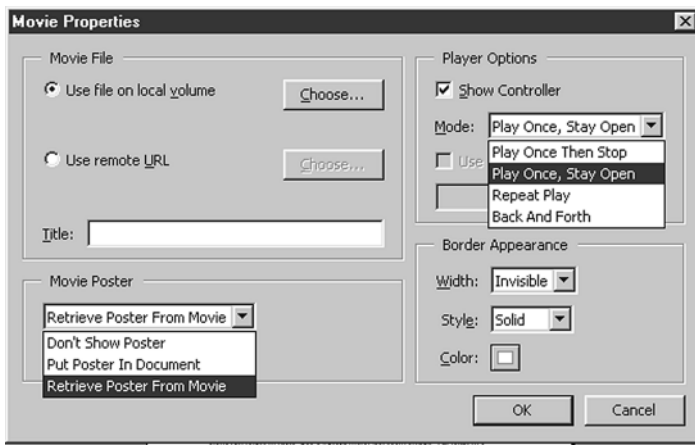 Movie Properties
Movie File
Use file on local volume
Choose...
Use remote URL
Choose...
Title:
Movie Poster
Retrieve Poster From Movie
Don't Show Poster
Put Poster In Document
Retrieve Poster From Movie
Player Options
Show Controller
Mode: Play Once, Stay Open
Play Once Then Stop
Play Once, Stay Open
Repeat Play
Back And Forth
Use
Border Appearance
Width: Invisible
Style: Solid
Color:
OK
Cancel